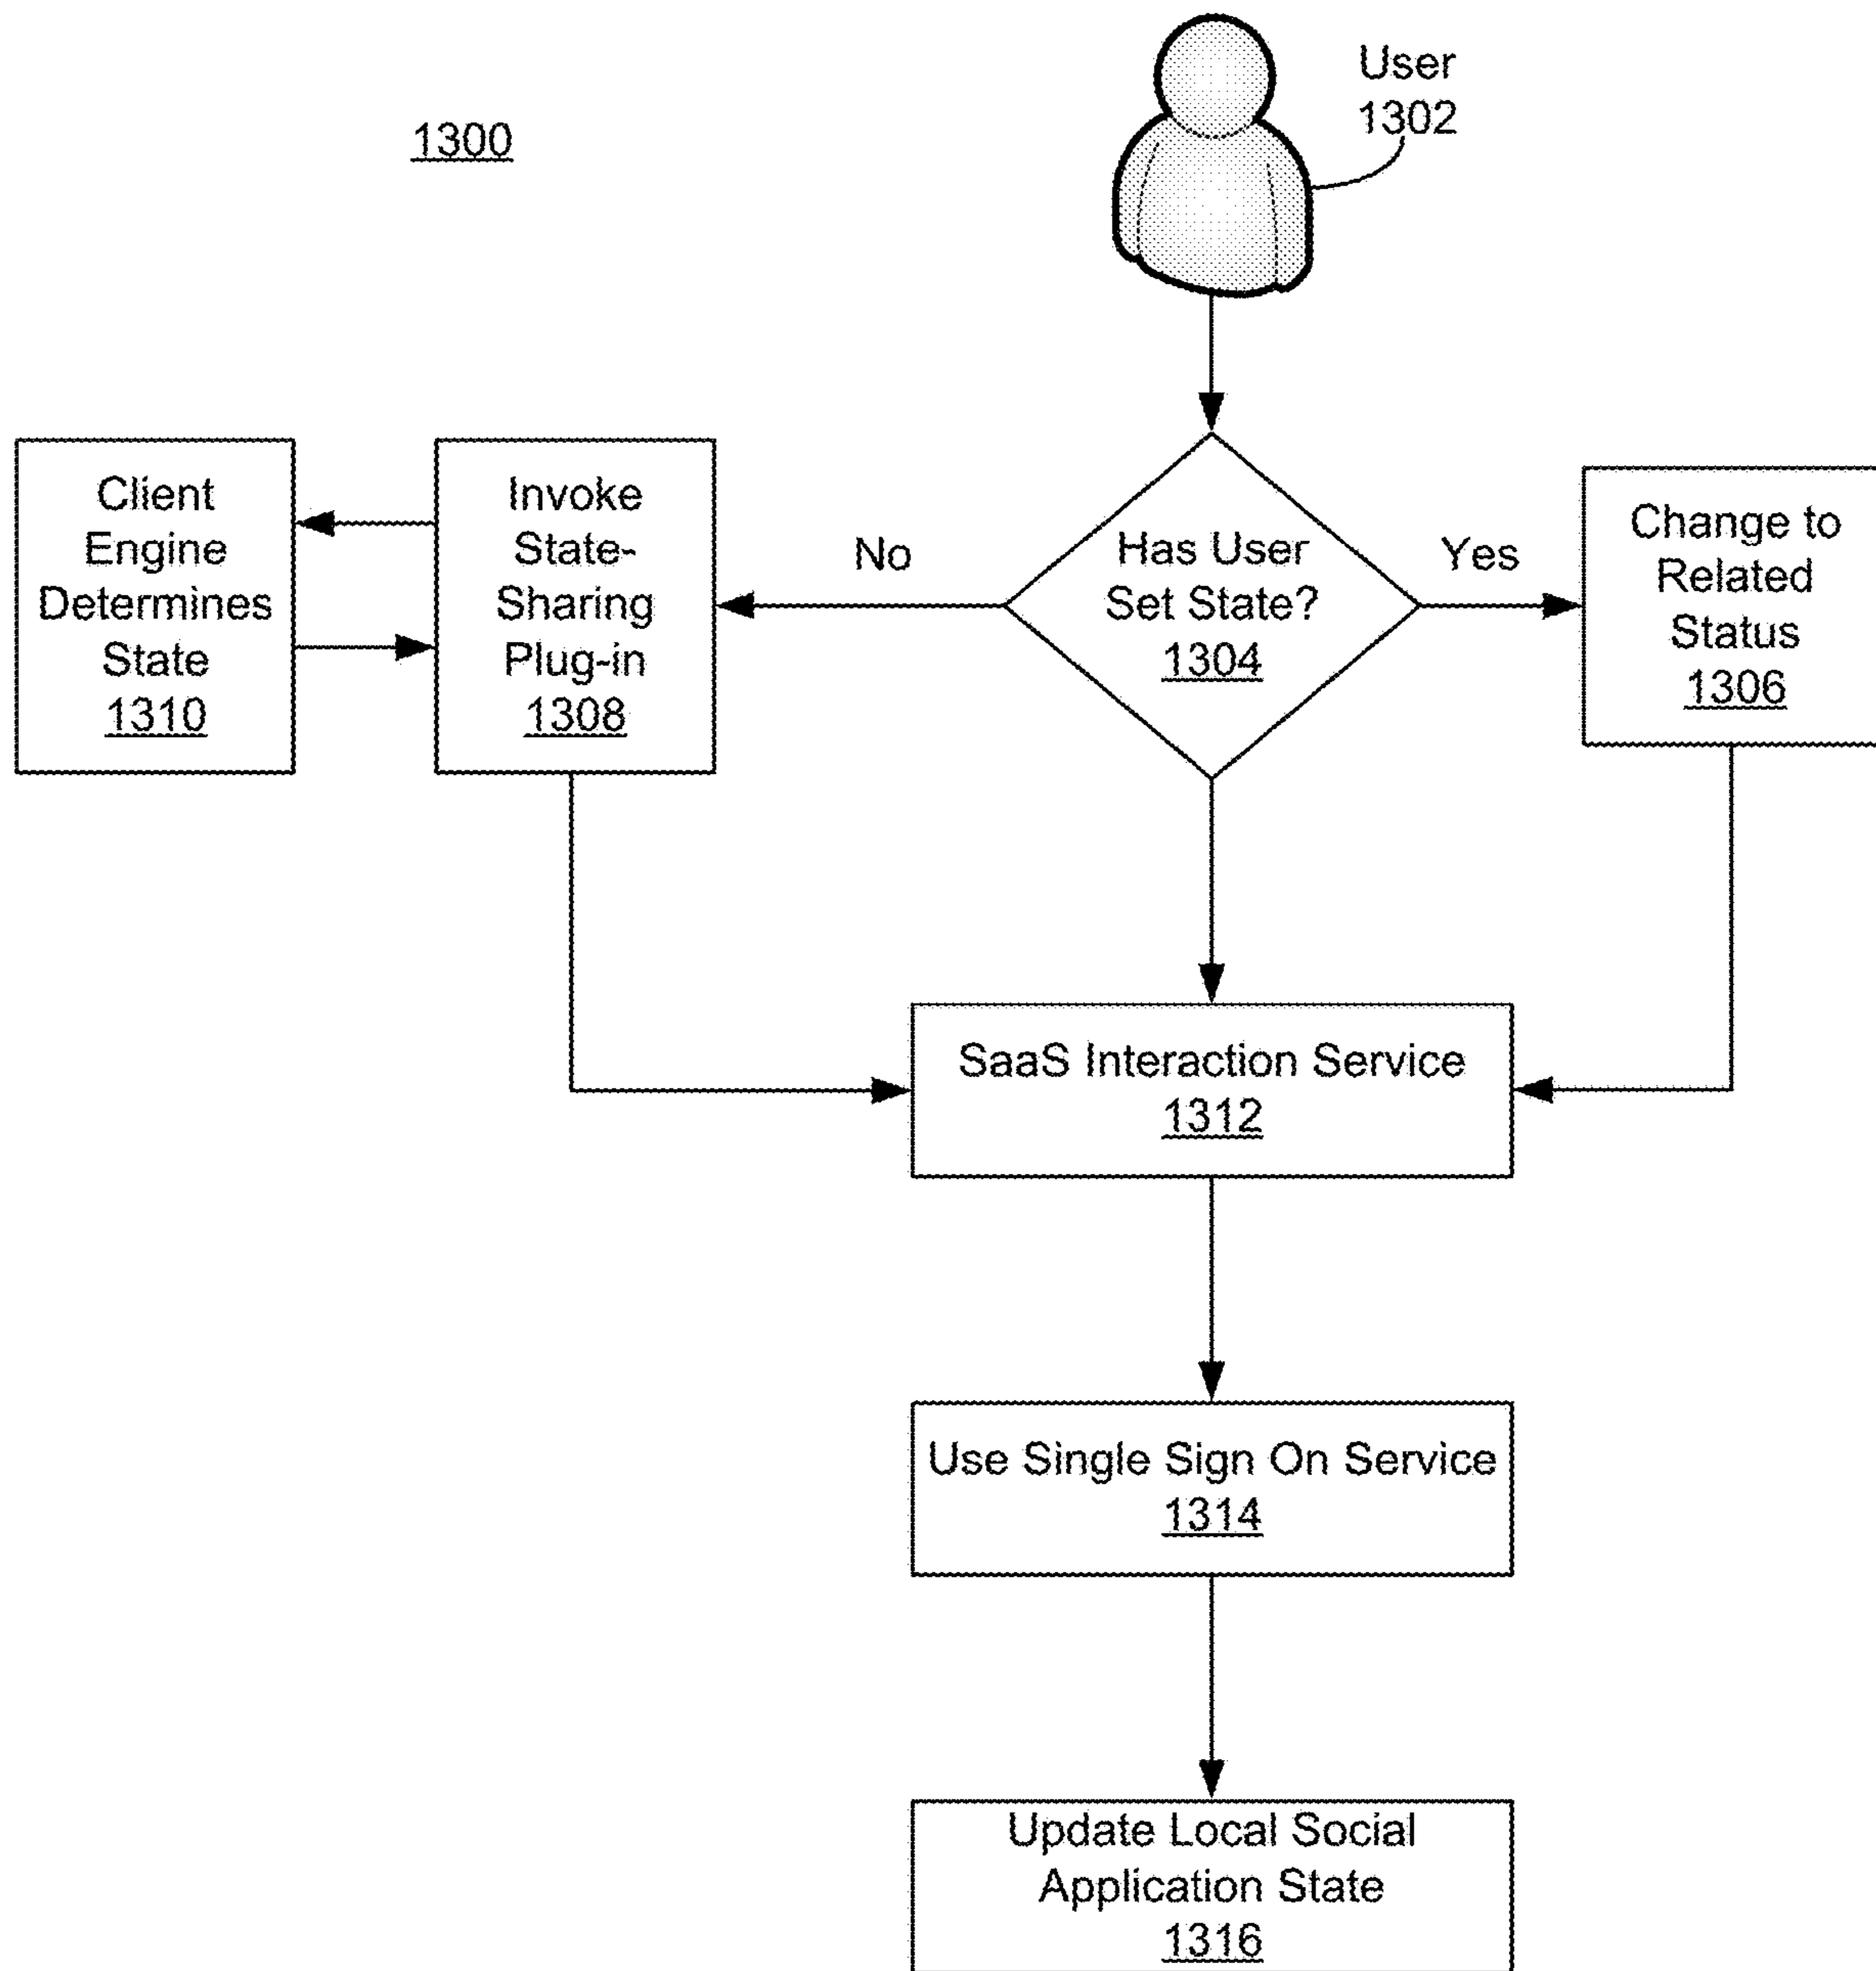 User
1302
1300
Client
Engine
Determines
State
1310
Invoke
State-
Sharing
Plug-in
1308
No
Has User
Set State?
1304
Yes
Change to
Related
Status
1306
SaaS Interaction Service
1312
Use Single Sign On Service
1314
Update Local Social
Application State
1316